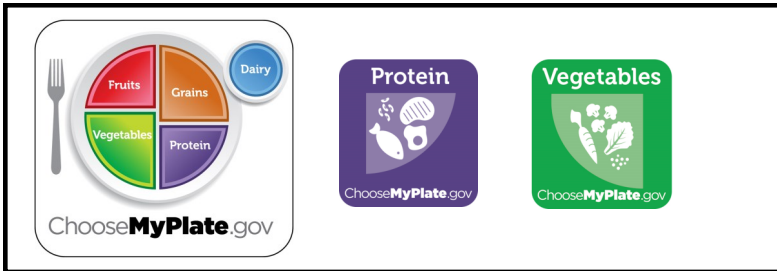 Fruits
Grains
Dairy
Vegetables
Protein
ChooseMyPlate.gov
Protein
ChooseMyPlate.gov
Vegetables
ChooseMyPlate.gov